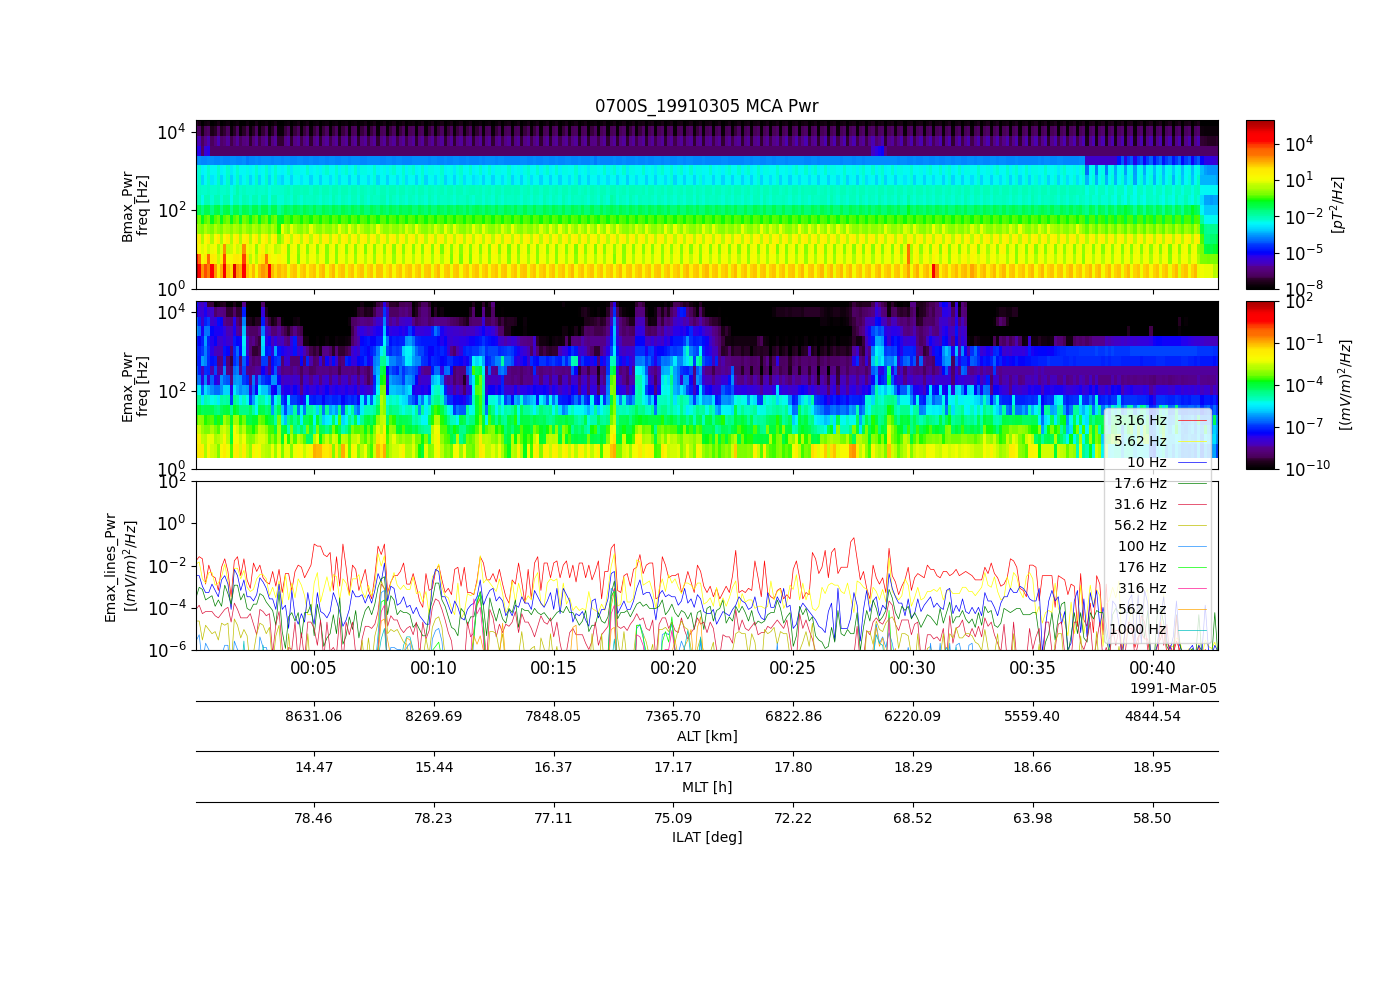 0700S_19910305 MCA Pwr
10^4
10^2
10^0
Bmax_Pwr
freq [Hz]
10^4
10^1
10^-2
10^-5
10^-8
[pT^2/Hz]
10^4
10^2
10^0
Emax_Pwr
freq [Hz]
10^2
10^-1
10^-4
10^-7
10^-10
[(mV/m)^2/Hz]
10^2
10^0
10^-2
10^-4
10^-6
Emax_lines_Pwr
[(mV/m)^2/Hz]
3.16 Hz
5.62 Hz
10 Hz
17.6 Hz
31.6 Hz
56.2 Hz
100 Hz
176 Hz
316 Hz
562 Hz
1000 Hz
00:05 00:10 00:15 00:20 00:25 00:30 00:35 00:40
1991-Mar-05
8631.06 8269.69 7848.05 7365.70 6822.86 6220.09 5559.40 4844.54
ALT [km]
14.47 15.44 16.37 17.17 17.80 18.29 18.66 18.95
MLT [h]
78.46 78.23 77.11 75.09 72.22 68.52 63.98 58.50
ILAT [deg]